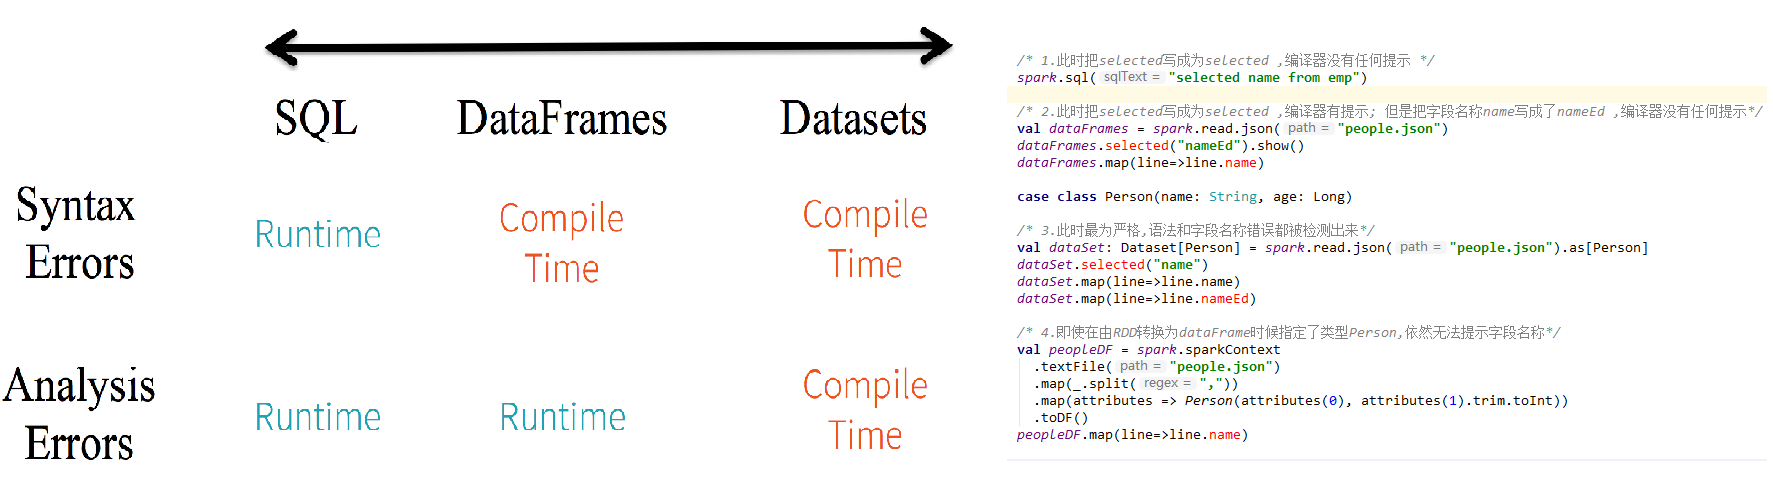 SQL DataFrames Datasets
Syntax Errors
Runtime
Compile Time
Compile Time
Analysis Errors
Runtime
Runtime
Compile Time
/* 1.此时把selected写成为selected ,编译器没有任何提示 */
spark.sql( sqlText = "selected name from emp")
/* 2.此时把selected写成为selected ,编译器有提示; 但是把字段名称name写成了nameEd ,编译器没有任何提示*/
val dataFrames = spark.read.json( path = "people.json")
dataFrames.selected("nameEd").show()
dataFrames.map(line=>line.name)
case class Person(name: String, age: Long)
/* 3.此时最为严格,语法和字段名称错误都被检测出来*/
val dataSet: Dataset[Person] = spark.read.json( path = "people.json").as[Person]
dataSet.selected("name")
dataSet.map(line=>line.name)
dataSet.map(line=>line.nameEd)
/* 4.即使在由RDD转换为dataFrame时候指定了类型Person,依然无法提示字段名称*/
val peopleDF = spark.sparkContext
.textFile( path = "people.json")
.map(_.split( regex = ","))
.map(attributes => Person(attributes(0), attributes(1).trim.toInt))
.toDF()
peopleDF.map(line=>line.name)